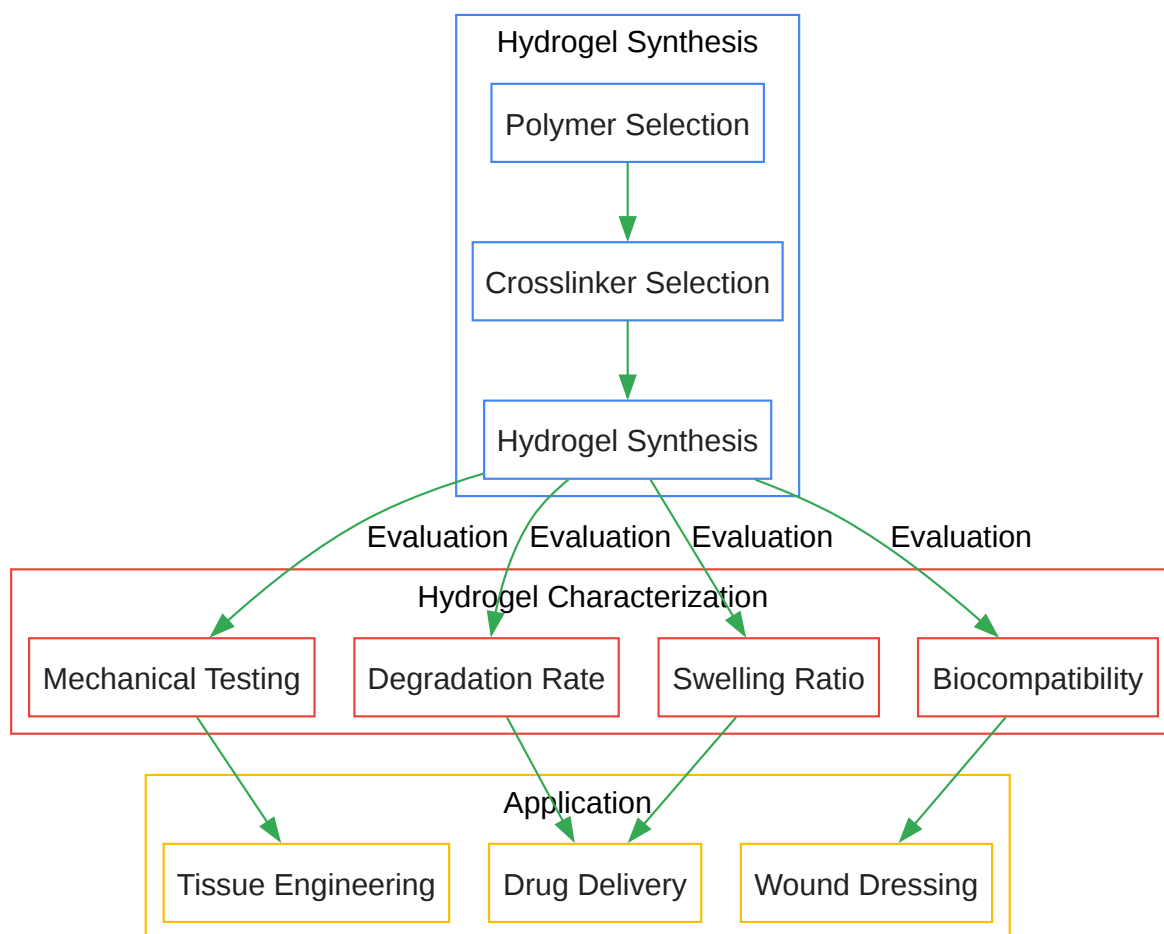 Hydrogel Synthesis
Polymer Selection
Crosslinker Selection
Hydrogel Synthesis
Evaluation Evaluation Evaluation Evaluation
Hydrogel Characterization
Mechanical Testing Degradation Rate Swelling Ratio Biocompatibility
Application
Tissue Engineering Drug Delivery Wound Dressing